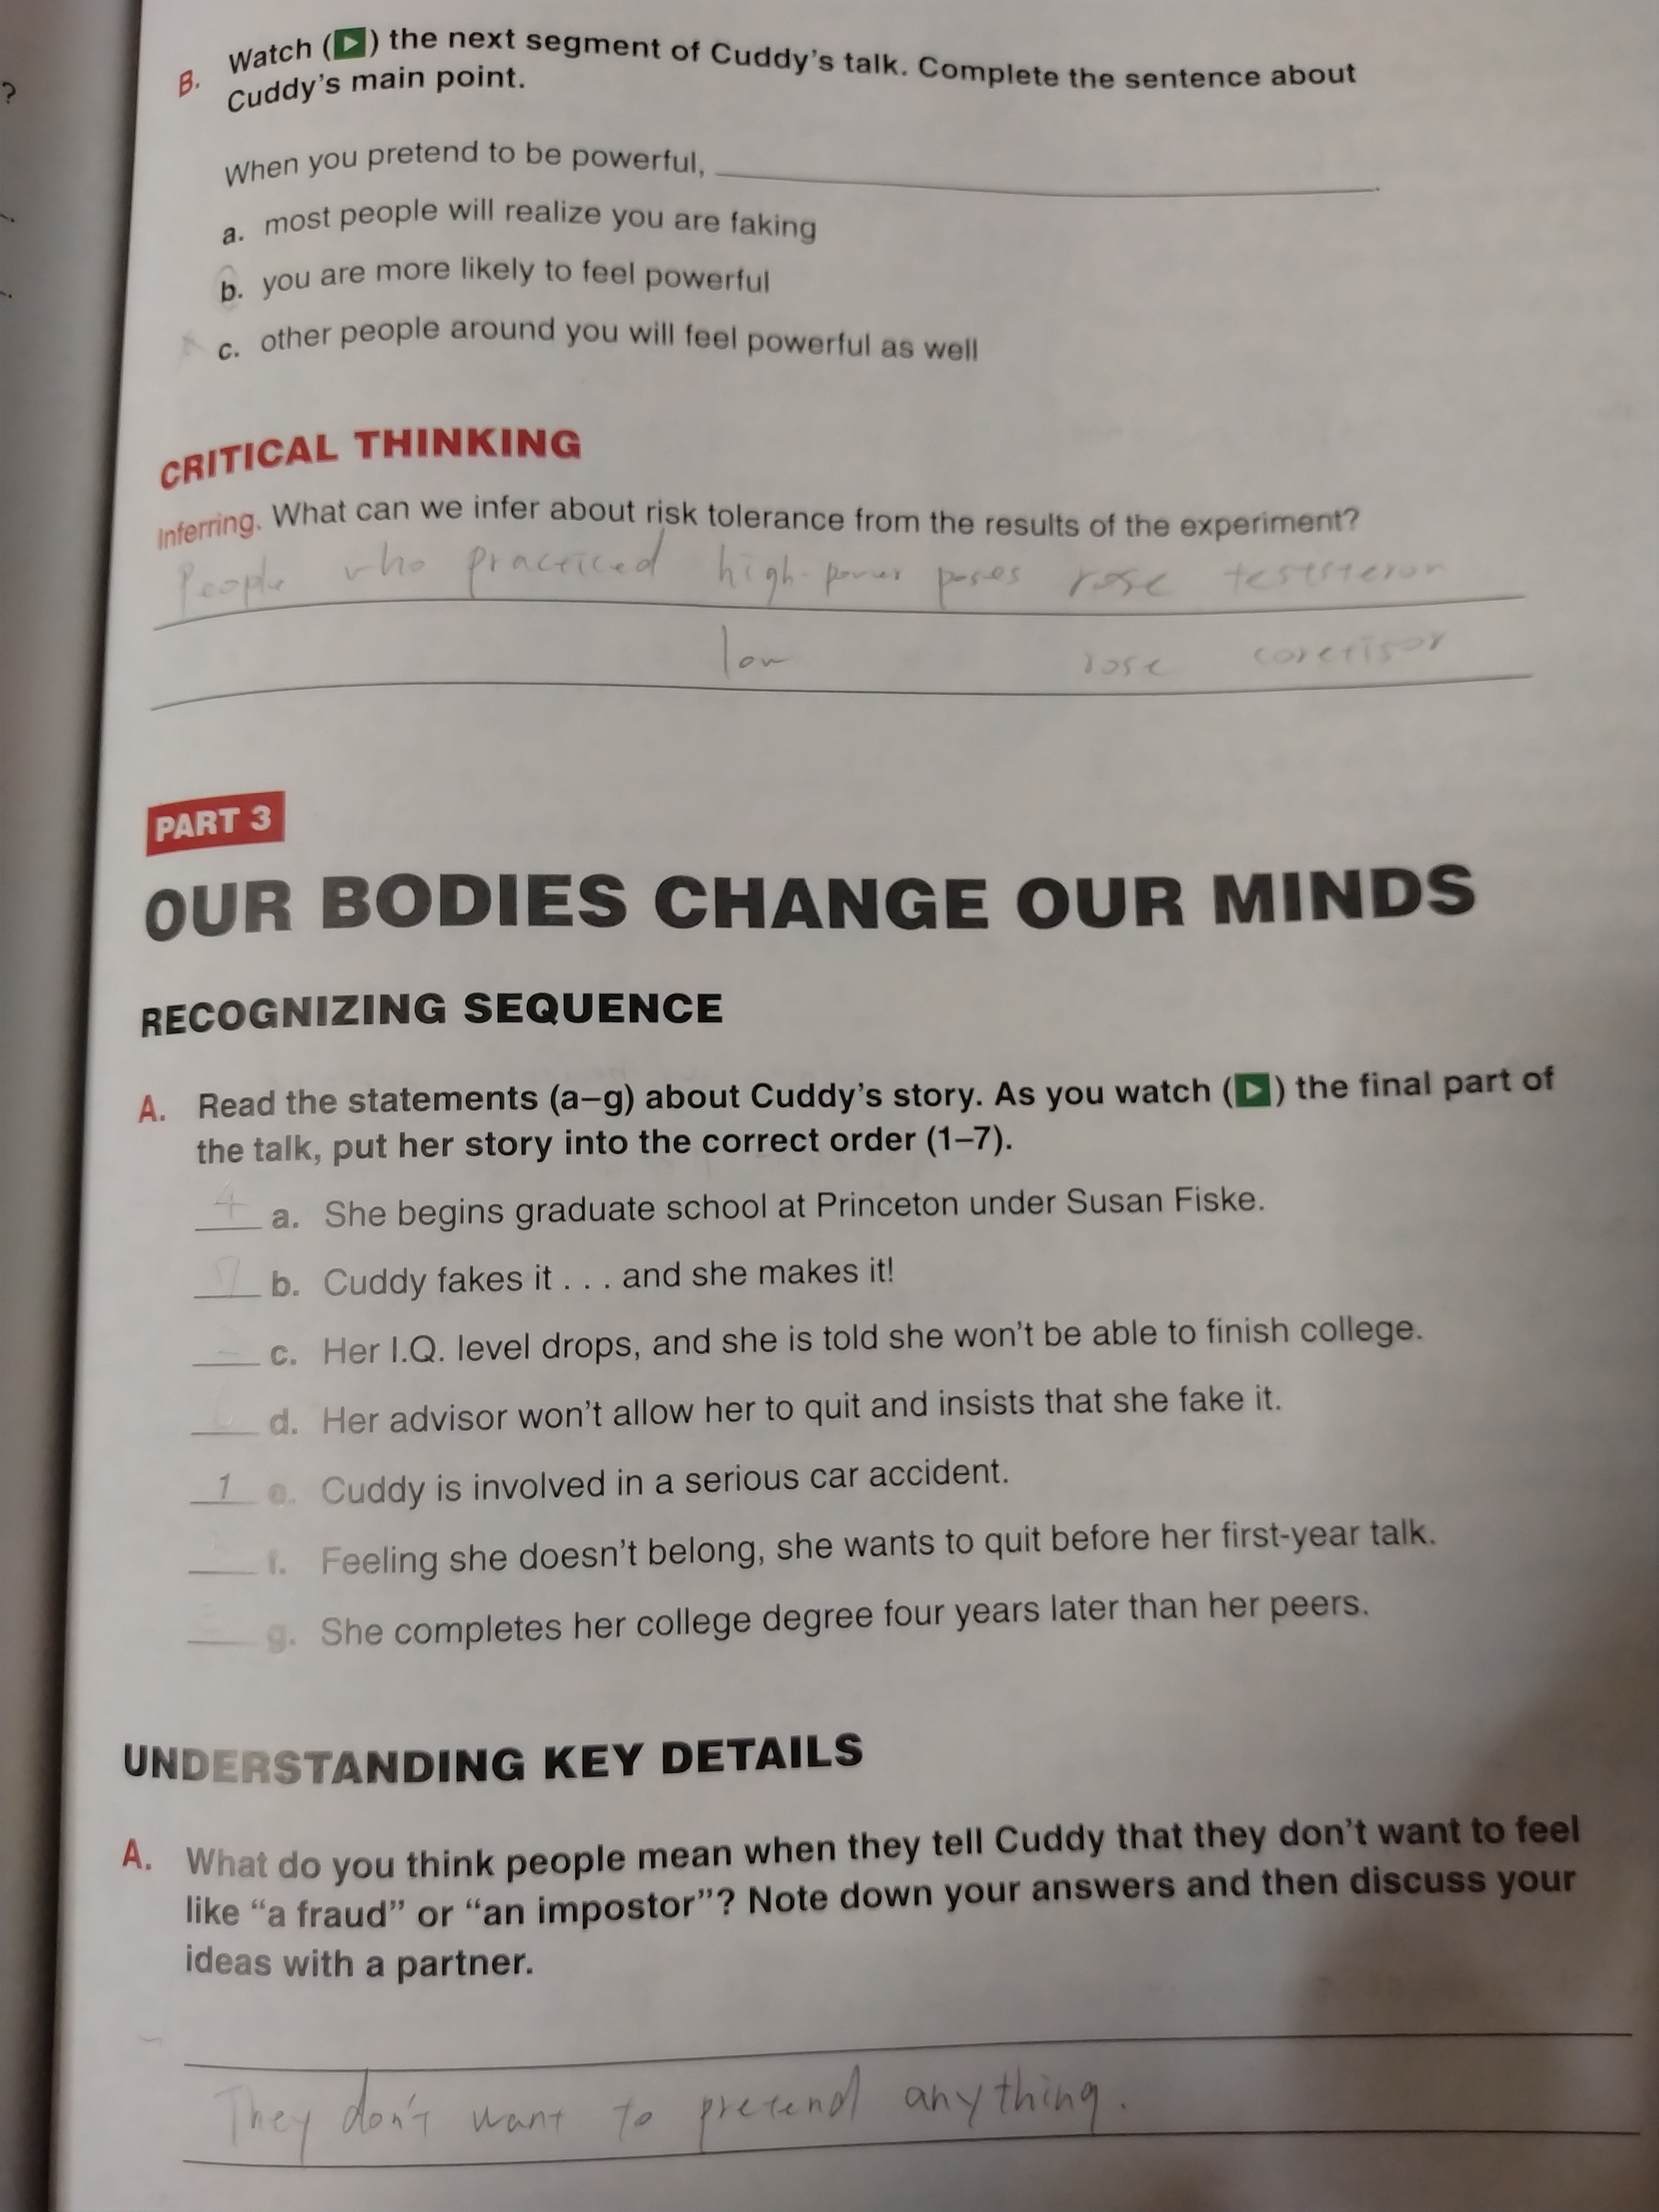 ?
B. Watch (▶) the next segment of Cuddy's talk. Complete the sentence about
Cuddy's main point.
When you pretend to be powerful, ______.
a. most people will realize you are faking
b. you are more likely to feel powerful
c. other people around you will feel powerful as well
CRITICAL THINKING
Inferring. What can we infer about risk tolerance from the results of the experiment?
People who practiced high-power poses rose
low rose
PART 3
OUR BODIES CHANGE OUR MINDS
RECOGNIZING SEQUENCE
A. Read the statements (a–g) about Cuddy's story. As you watch (▶) the final part of
the talk, put her story into the correct order (1–7).
4 a. She begins graduate school at Princeton under Susan Fiske.
7 b. Cuddy fakes it . . . and she makes it!
c. Her I.Q. level drops, and she is told she won't be able to finish college.
d. Her advisor won't allow her to quit and insists that she fake it.
1 e. Cuddy is involved in a serious car accident.
f. Feeling she doesn't belong, she wants to quit before her first-year talk.
g. She completes her college degree four years later than her peers.
UNDERSTANDING KEY DETAILS
A. What do you think people mean when they tell Cuddy that they don't want to feel
like "a fraud" or "an impostor"? Note down your answers and then discuss your
ideas with a partner.
They don't want to pretend anything.